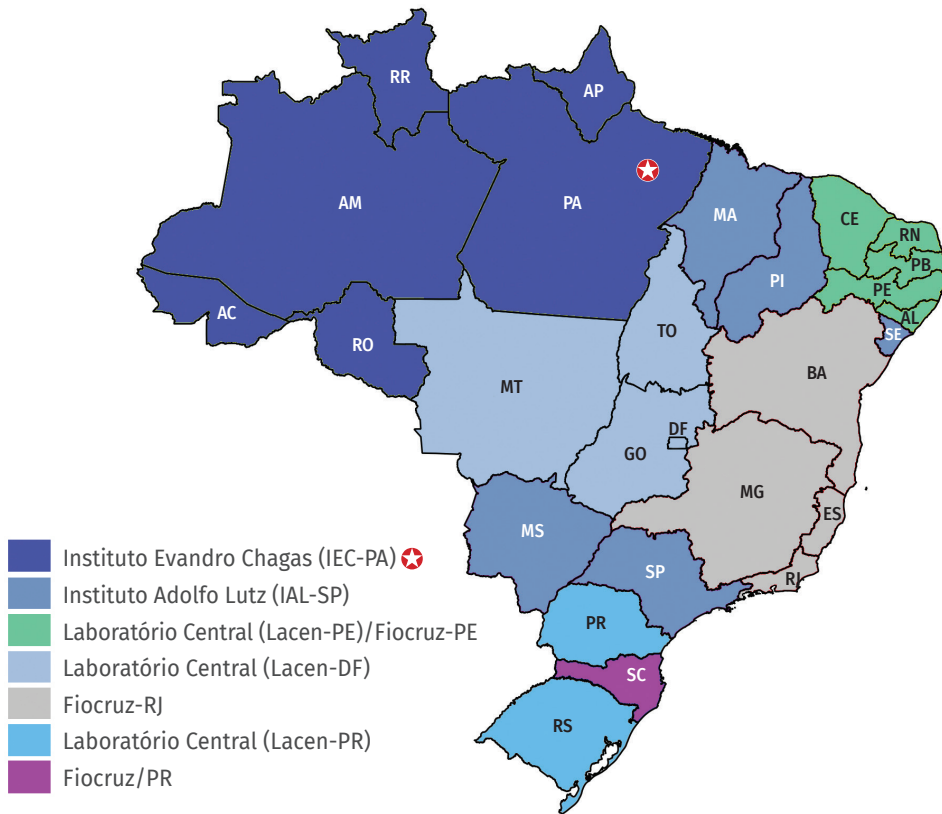 RR
AP
AM
PA
MA
CE
RN
PB
PI
PE
AL
AC
SE
RO
TO
BA
MT
DF
GO
MG
ES
MS
SP
RJ
PR
SC
RS
Instituto Evandro Chagas (IEC-PA)
Instituto Adolfo Lutz (IAL-SP)
Laboratório Central (Lacen-PE)/Fiocruz-PE
Laboratório Central (Lacen-DF)
Fiocruz-RJ
Laboratório Central (Lacen-PR)
Fiocruz/PR